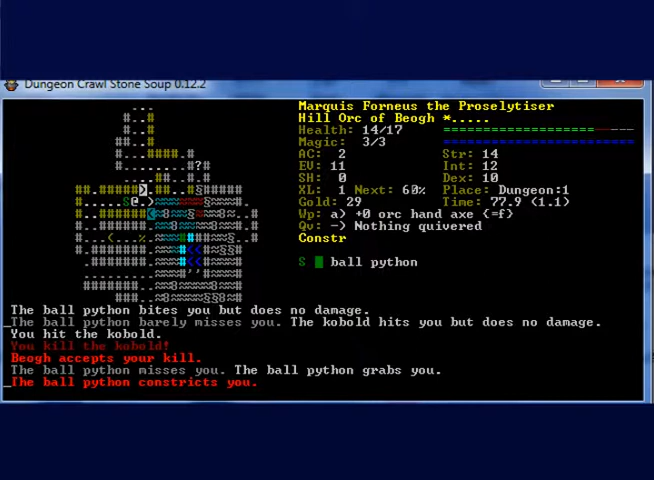 Dungeon Crawl Stone Soup 0.12.2
Marquis Forneus the Proselytiser
Hill Orc of Beogh *.....
Health: 14/17
Magic: 3/3
AC: 2 Str: 14
EV: 11 Int: 12
SH: 0 Dex: 10
XL: 1 Next: 60% Place: Dungeon:1
Gold: 29 Time: 77.9 (1.1)
Wp: a) +0 orc hand axe {=f}
Qv: -) Nothing quivered
Constr
S ball python
The ball python bites you but does no damage.
_The ball python barely misses you. The kobold hits you but does no damage.
You hit the kobold.
You kill the kobold!
Beogh accepts your kill.
The ball python misses you. The ball python grabs you.
_The ball python constricts you.